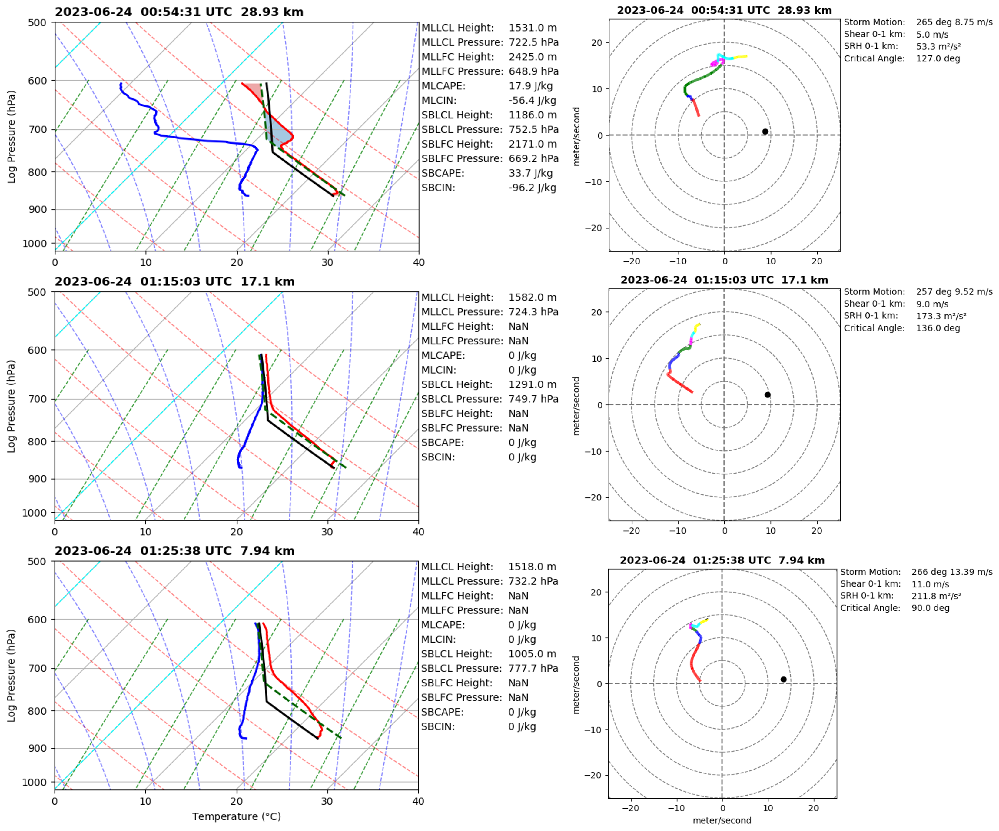 2023-06-24 00:54:31 UTC 28.93 km
500
600
700
800
900
1000
Log Pressure (hPa)
0 10 20 30 40
MLLCL Height: 1531.0 m
MLLCL Pressure: 722.5 hPa
MLLFC Height: 2425.0 m
MLLFC Pressure: 648.9 hPa
MLCAPE: 17.9 J/kg
MLCIN: -56.4 J/kg
SBLCL Height: 1186.0 m
SBLCL Pressure: 752.5 hPa
SBLFC Height: 2171.0 m
SBLFC Pressure: 669.2 hPa
SBCAPE: 33.7 J/kg
SBCIN: -96.2 J/kg
2023-06-24 00:54:31 UTC 28.93 km
20
10
0
−10
−20
meter/second
−20 −10 0 10 20
Storm Motion: 265 deg 8.75 m/s
Shear 0-1 km: 5.0 m/s
SRH 0-1 km: 53.3 m²/s²
Critical Angle: 127.0 deg
2023-06-24 01:15:03 UTC 17.1 km
500
600
700
800
900
1000
Log Pressure (hPa)
0 10 20 30 40
MLLCL Height: 1582.0 m
MLLCL Pressure: 724.3 hPa
MLLFC Height: NaN
MLLFC Pressure: NaN
MLCAPE: 0 J/kg
MLCIN: 0 J/kg
SBLCL Height: 1291.0 m
SBLCL Pressure: 749.7 hPa
SBLFC Height: NaN
SBLFC Pressure: NaN
SBCAPE: 0 J/kg
SBCIN: 0 J/kg
2023-06-24 01:15:03 UTC 17.1 km
20
10
0
−10
−20
meter/second
−20 −10 0 10 20
Storm Motion: 257 deg 9.52 m/s
Shear 0-1 km: 9.0 m/s
SRH 0-1 km: 173.3 m²/s²
Critical Angle: 136.0 deg
2023-06-24 01:25:38 UTC 7.94 km
500
600
700
800
900
1000
Log Pressure (hPa)
0 10 20 30 40
Temperature (°C)
MLLCL Height: 1518.0 m
MLLCL Pressure: 732.2 hPa
MLLFC Height: NaN
MLLFC Pressure: NaN
MLCAPE: 0 J/kg
MLCIN: 0 J/kg
SBLCL Height: 1005.0 m
SBLCL Pressure: 777.7 hPa
SBLFC Height: NaN
SBLFC Pressure: NaN
SBCAPE: 0 J/kg
SBCIN: 0 J/kg
2023-06-24 01:25:38 UTC 7.94 km
20
10
0
−10
−20
meter/second
−20 −10 0 10 20
meter/second
Storm Motion: 266 deg 13.39 m/s
Shear 0-1 km: 11.0 m/s
SRH 0-1 km: 211.8 m²/s²
Critical Angle: 90.0 deg